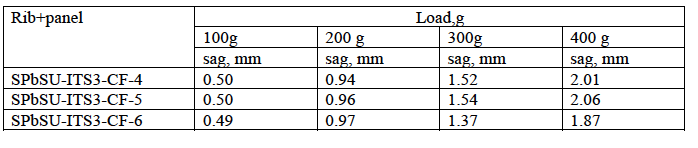 Rib+panel Load,g
100g 200 g 300g 400 g
sag, mm sag, mm sag, mm sag, mm
SPbSU-ITS3-CF-4 0.50 0.94 1.52 2.01
SPbSU-ITS3-CF-5 0.50 0.96 1.54 2.06
SPbSU-ITS3-CF-6 0.49 0.97 1.37 1.87